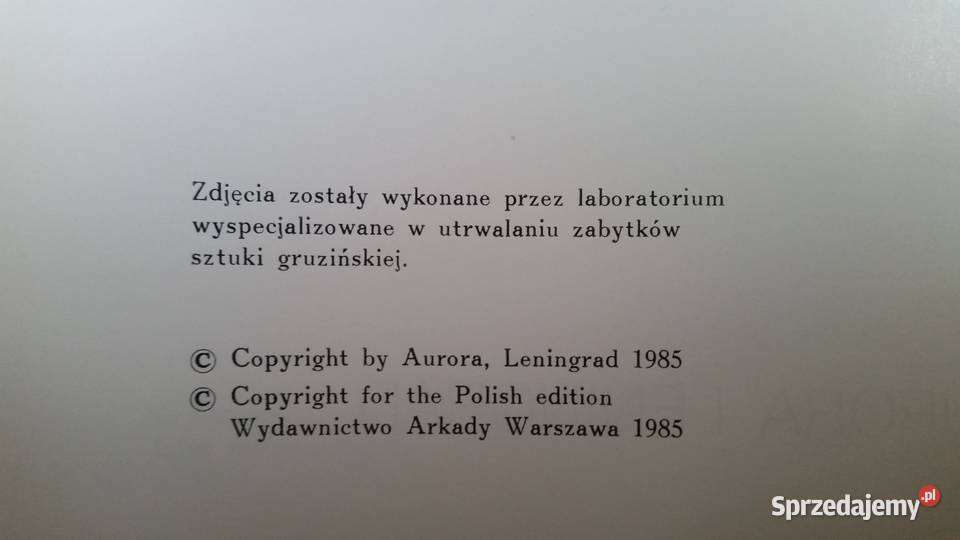 Zdjęcia zostały wykonane przez laboratorium
wyspecjalizowane w utrwalaniu zabytków
sztuki gruzińskiej.
© Copyright by Aurora, Leningrad 1985
© Copyright for the Polish edition
Wydawnictwo Arkady Warszawa 1985
Sprzedajemy.pl